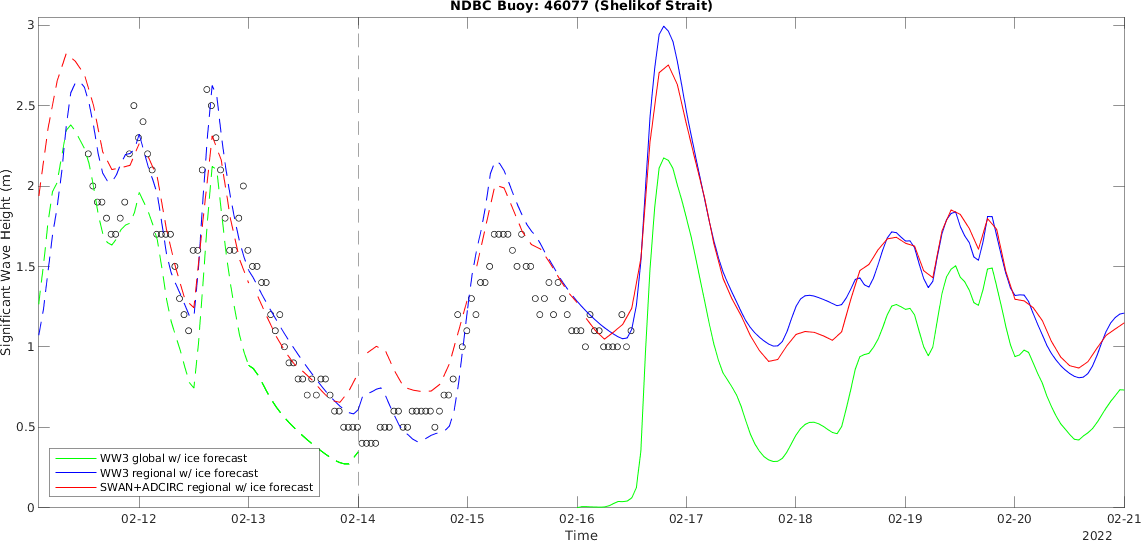 NDBC Buoy: 46077 (Shelikof Strait)
Significant Wave Height (m)
3
2.5
2
1.5
1
0.5
0
WW3 global w/ ice forecast
WW3 regional w/ ice forecast
SWAN+ADCIRC regional w/ ice forecast
02-12 02-13 02-14 02-15 02-16 02-17 02-18 02-19 02-20 02-21
Time
2022